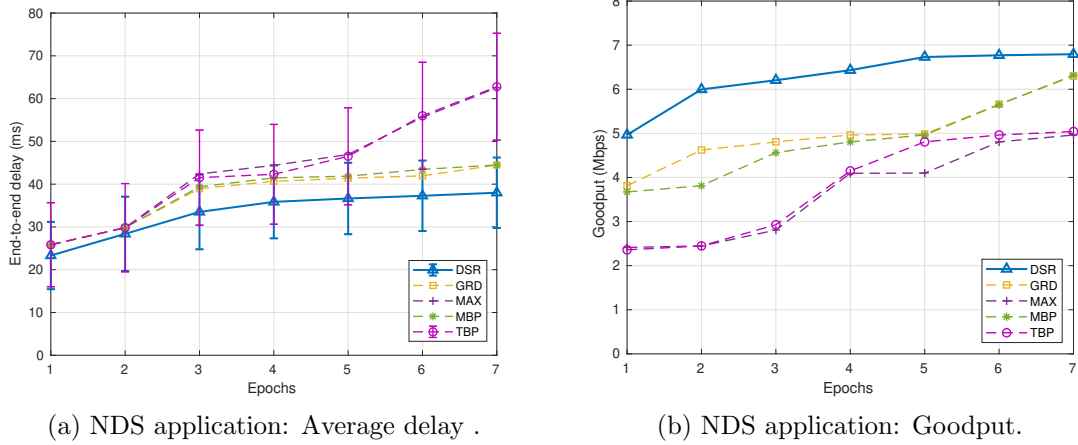 80
70
60
50
40
30
20
10
0
End-to-end delay (ms)
DSR
GRD
MAX
MBP
TBP
1 2 3 4 5 6 7
Epochs
(a) NDS application: Average delay .
8
7
6
5
4
3
2
1
0
Goodput (Mbps)
DSR
GRD
MAX
MBP
TBP
1 2 3 4 5 6 7
Epochs
(b) NDS application: Goodput.